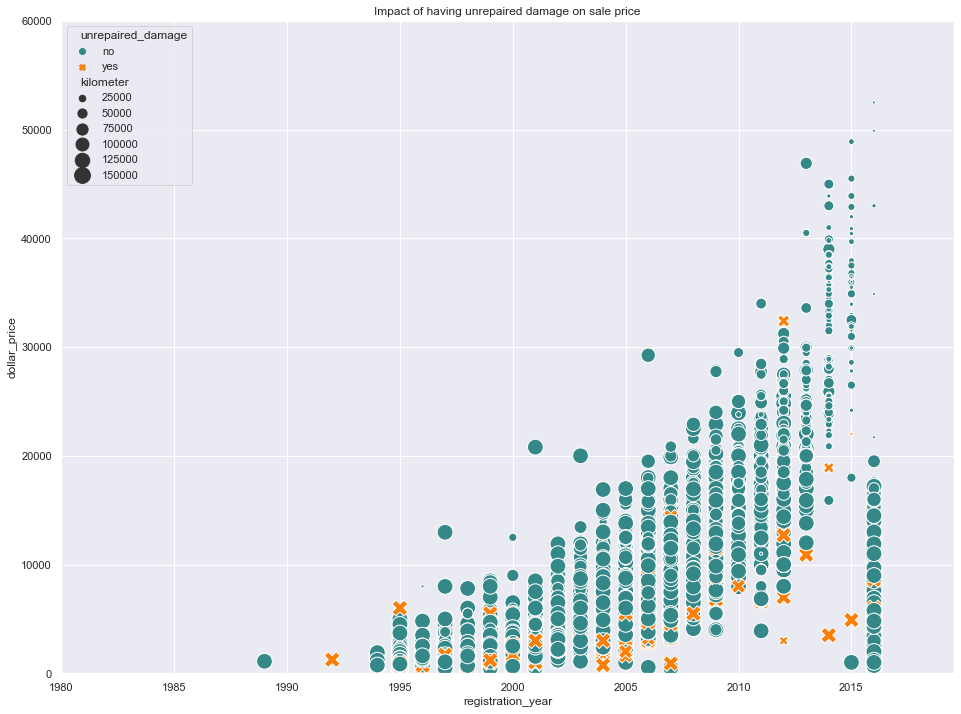 Impact of having unrepaired damage on sale price
60000
50000
40000
30000
20000
10000
0
dollar_price
unrepaired_damage
no
yes
kilometer
25000
50000
75000
100000
125000
150000
1980 1985 1990 1995 2000 2005 2010 2015
registration_year